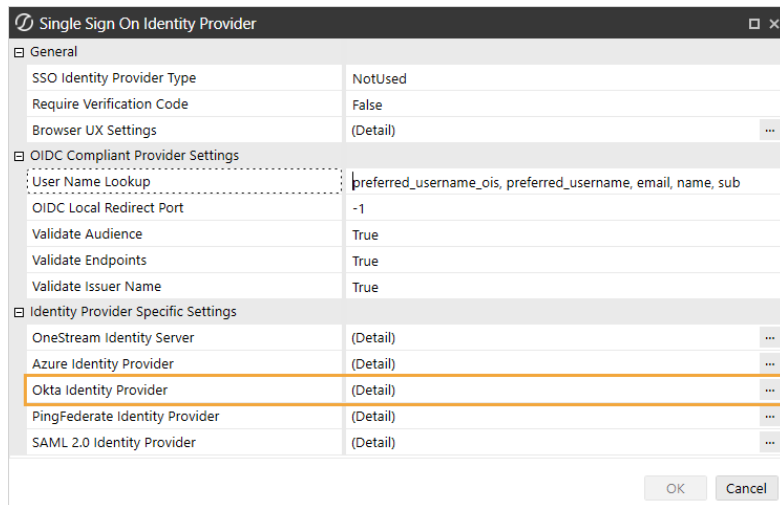 Single Sign On Identity Provider
General
SSO Identity Provider Type NotUsed
Require Verification Code False
Browser UX Settings (Detail) ...
OIDC Compliant Provider Settings
User Name Lookup preferred_username_ois, preferred_username, email, name, sub
OIDC Local Redirect Port -1
Validate Audience True
Validate Endpoints True
Validate Issuer Name True
Identity Provider Specific Settings
OneStream Identity Server (Detail) ...
Azure Identity Provider (Detail) ...
Okta Identity Provider (Detail) ...
PingFederate Identity Provider (Detail) ...
SAML 2.0 Identity Provider (Detail) ...
OK Cancel